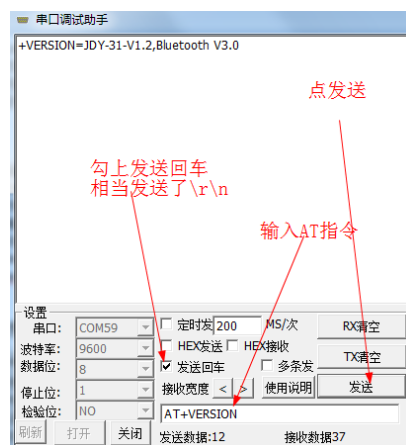 串口调试助手
+VERSION=JDY-31-V1.2,Bluetooth V3.0
点发送
勾上发送回车
相当发送了\r\n
输入AT指令
设置
串口: COM59 定时发 200 MS/次 RX清空
波特率: 9600 HEX发送 HEX接收 TX清空
数据位: 8 发送回车 多条发
停止位: 1 接收宽度 < > 使用说明 发送
检验位: NO AT+VERSION
刷新 打开 关闭 发送数据:12 接收数据37